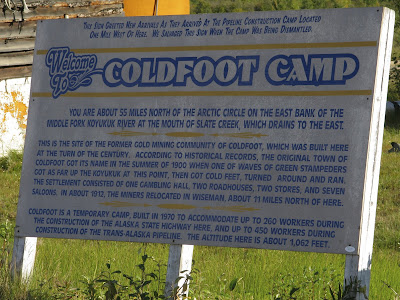 THIS SIGN GREETED NEW ARRIVALS AS THEY ARRIVED AT THE PIPELINE CONSTRUCTION CAMP LOCATED
ONE MILE WEST OF HERE. WE SALVAGED THIS SIGN WHEN THE CAMP WAS BEING DISMANTLED.
Welcome
To
COLDFOOT CAMP
YOU ARE ABOUT 55 MILES NORTH OF THE ARCTIC CIRCLE ON THE EAST BANK OF THE
MIDDLE FORK KOYUKUK RIVER AT THE MOUTH OF SLATE CREEK, WHICH DRAINS TO THE EAST.
THIS IS THE SITE OF THE FORMER GOLD MINING COMMUNITY OF COLDFOOT, WHICH WAS BUILT HERE
AT THE TURN OF THE CENTURY. ACCORDING TO HISTORICAL RECORDS, THE ORIGINAL TOWN OF
COLDFOOT GOT ITS NAME IN THE SUMMER OF 1900 WHEN ONE OF WAVES OF GREEN STAMPEDERS
GOT AS FAR UP THE KOYUKUK AT THIS POINT, THEN GOT COLD FEET, TURNED AROUND AND RAN.
THE SETTLEMENT CONSISTED OF ONE GAMBLING HALL, TWO ROADHOUSES, TWO STORES, AND SEVEN
SALOONS. IN ABOUT 1912, THE MINERS RELOCATED IN WISEMAN, ABOUT 11 MILES NORTH OF HERE.
COLDFOOT IS A TEMPORARY CAMP, BUILT IN 1970 TO ACCOMMODATE UP TO 260 WORKERS DURING
THE CONSTRUCTION OF THE ALASKA STATE HIGHWAY HERE, AND UP TO 450 WORKERS DURING
CONSTRUCTION OF THE TRANS-ALASKA PIPELINE. THE ALTITUDE HERE IS ABOUT 1,062 FEET.